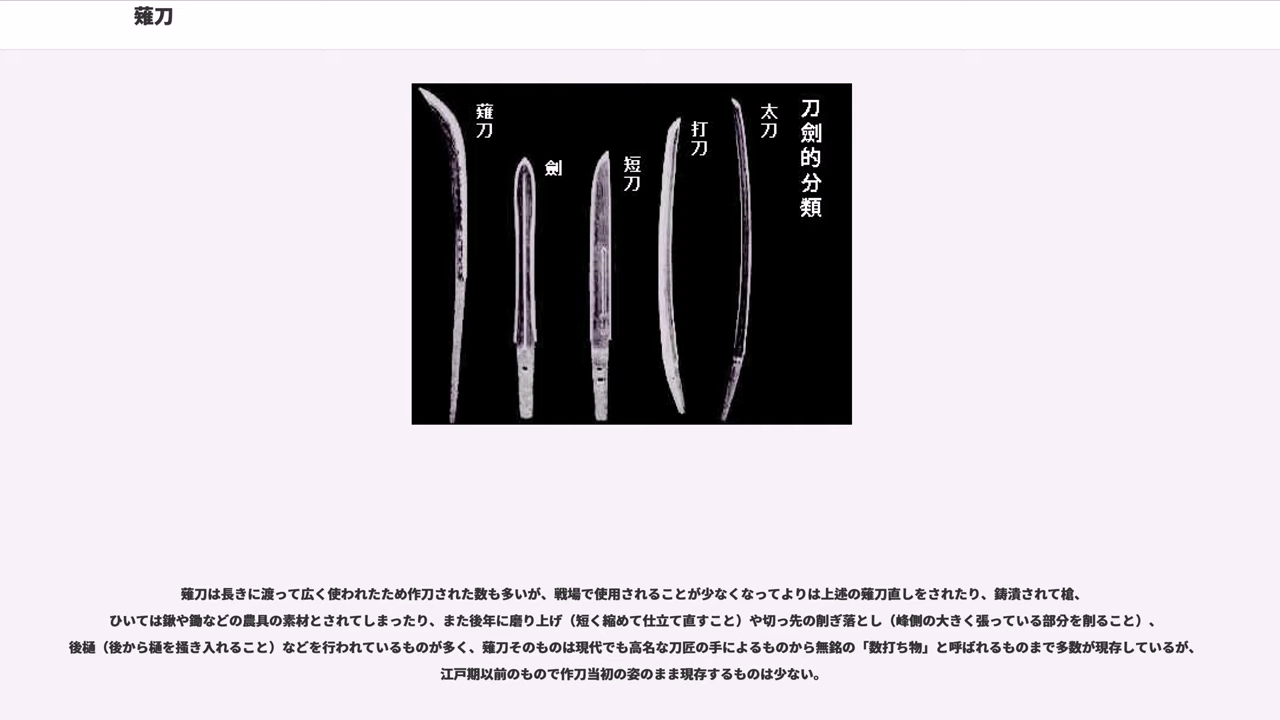 薙刀
刀劍的分類
太刀
打刀
短刀
劍
薙刀
薙刀は長きに渡って広く使われたため作刀された数も多いが、戦場で使用されることが少なくなってよりは上述の薙刀直しをされたり、鋳潰されて槍、
ひいては鎌や鋤などの農具の素材とされてしまったり、また後年に磨り上げ（短く縮めて仕立て直すこと）や切っ先の削ぎ落とし（峰側の大きく張っている部分を削ること）、
後樋（後から樋を掻き入れること）などを行われているものが多く、薙刀そのものは現代でも高名な刀匠の手によるものから無銘の「数打ち物」と呼ばれるものまで多数が現存しているが、
江戸期以前のもので作刀当初の姿のまま現存するものは少ない。